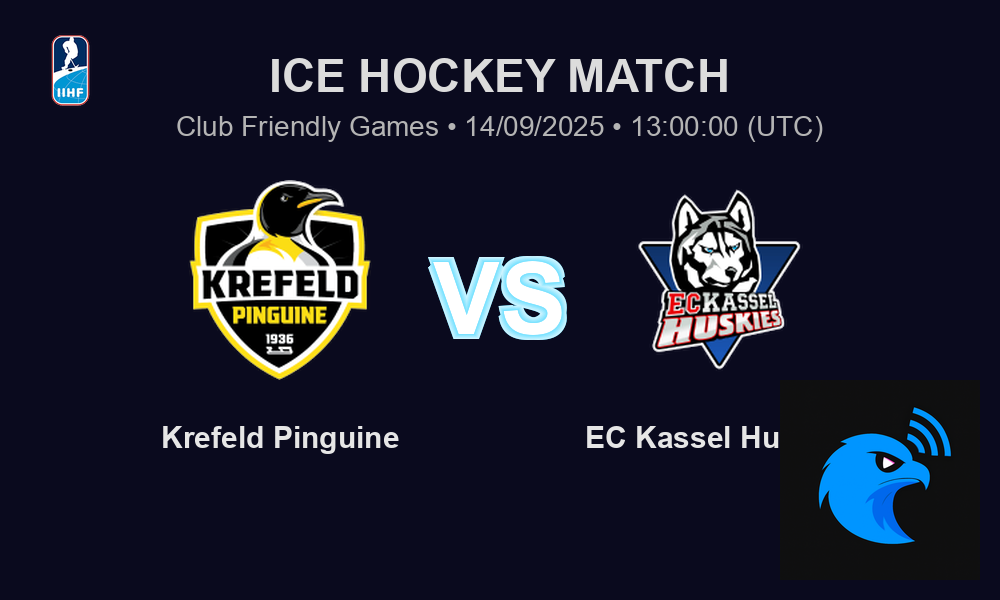 IIHF
ICE HOCKEY MATCH
Club Friendly Games • 14/09/2025 • 13:00:00 (UTC)
KREFELD
PINGUINE
1936
VS
EC KASSEL
HUSKIES
Krefeld Pinguine
EC Kassel Hu